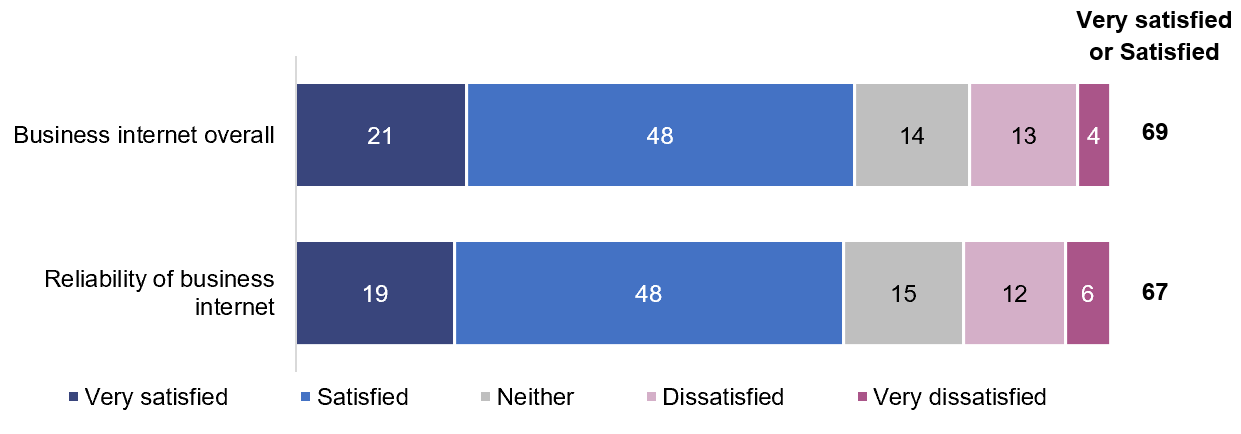 Very satisfied
or Satisfied
Business internet overall
21 48 14 13 4 69
Reliability of business
internet
19 48 15 12 6 67
Very satisfied Satisfied Neither Dissatisfied Very dissatisfied